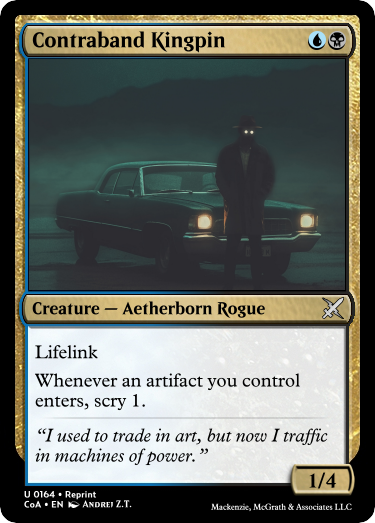 Contraband Kingpin
Creature — Aetherborn Rogue
Lifelink
Whenever an artifact you control
enters, scry 1.
“I used to trade in art, but now I traffic
in machines of power.”
1/4
U 0164 • Reprint
CoA • EN Andrej Z.T.
Mackenzie, McGrath & Associates LLC